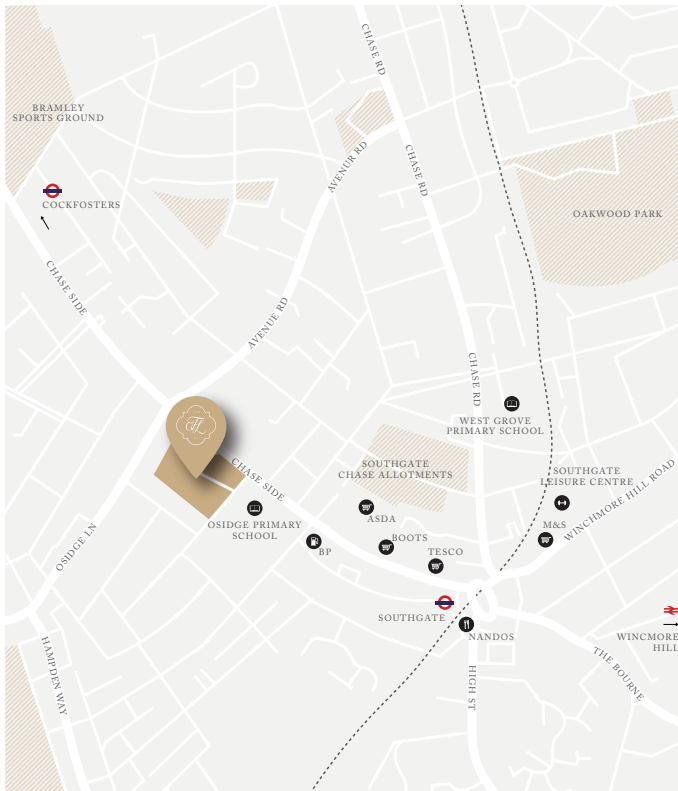 CHASE RD
BRAMLEY
SPORTS GROUND
AVENUR RD
CHASE RD
COCKFOSTERS
OAKWOOD PARK
CHASE SIDE
AVENUE RD
CHASE RD
WEST GROVE
PRIMARY SCHOOL
CHASE SIDE
SOUTHGATE
CHASE ALLOTMENTS
SOUTHGATE
LEISURE CENTRE
WINCHMORE HILL ROAD
OSIDGE PRIMARY
SCHOOL
ASDA
M&S
OSIDGE LN
BP
BOOTS
TESCO
SOUTHGATE
NANDOS
WINCMORE
HILL
HAMPDEN WAY
HIGH ST
THE BOURNE